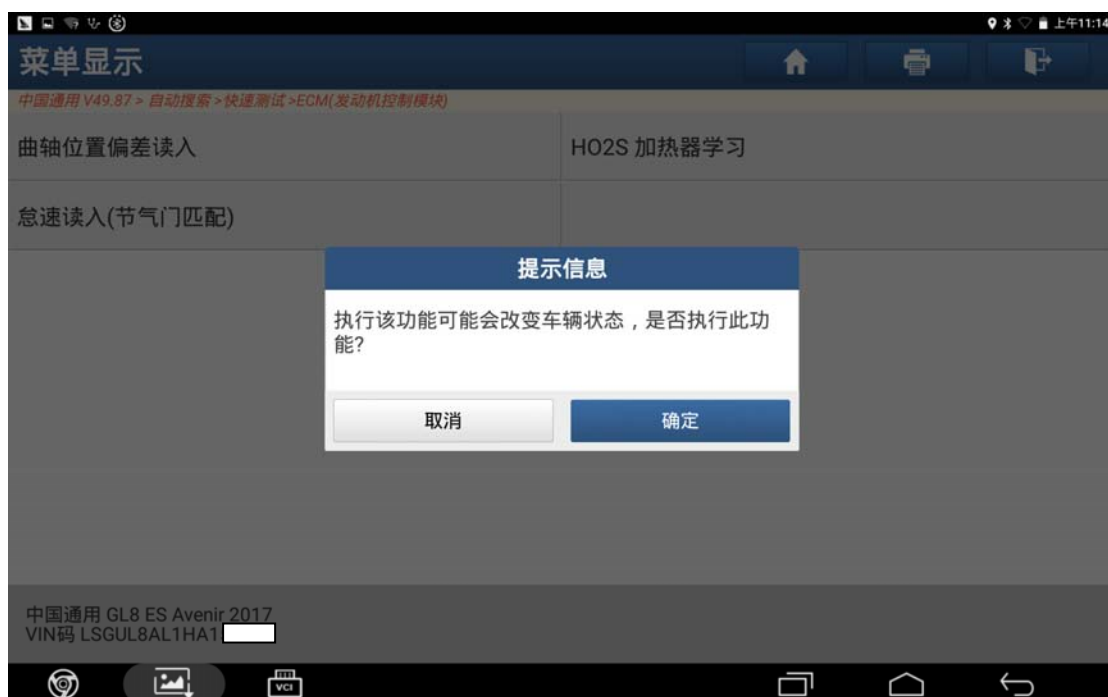 上午11:14
菜单显示
中国通用 V49.87 > 自动搜索 > 快速测试 >ECM(发动机控制模块)
曲轴位置偏差读入
HO2S 加热器学习
怠速读入(节气门匹配)
提示信息
执行该功能可能会改变车辆状态，是否执行此功
能?
取消
确定
中国通用 GL8 ES Avenir 2017
VIN码 LSGUL8AL1HA1
VCI